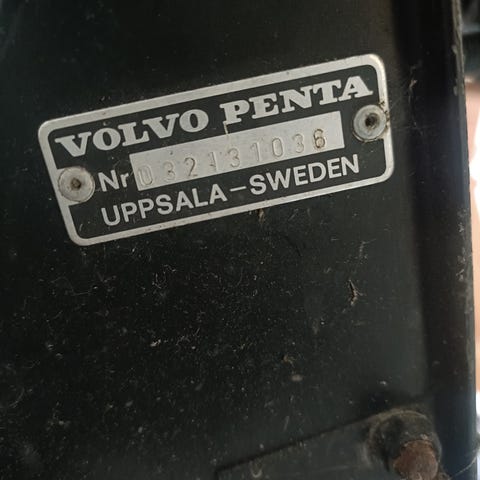 VOLVO PENTA
Nr 032131036
UPPSALA – SWEDEN